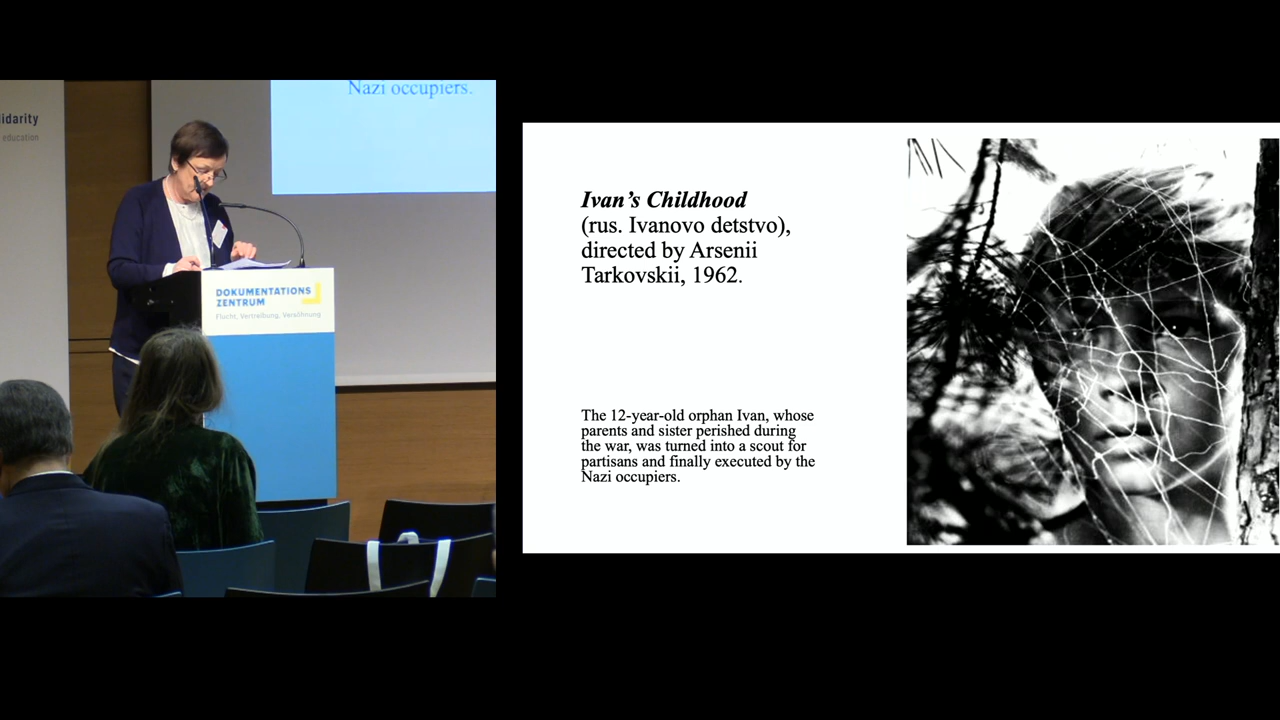 lidarity
education
Nazi occupiers.
DOKUMENTATIONS
ZENTRUM
Flucht, Vertreibung, Versöhnung
Ivan’s Childhood
(rus. Ivanovo detstvo),
directed by Arsenii
Tarkovskii, 1962.
The 12-year-old orphan Ivan, whose
parents and sister perished during
the war, was turned into a scout for
partisans and finally executed by the
Nazi occupiers.